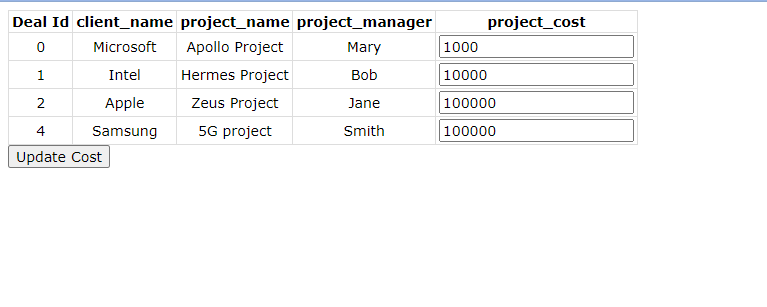 Deal Id client_name project_name project_manager project_cost
0 Microsoft Apollo Project Mary 1000
1 Intel Hermes Project Bob 10000
2 Apple Zeus Project Jane 100000
4 Samsung 5G project Smith 100000
Update Cost